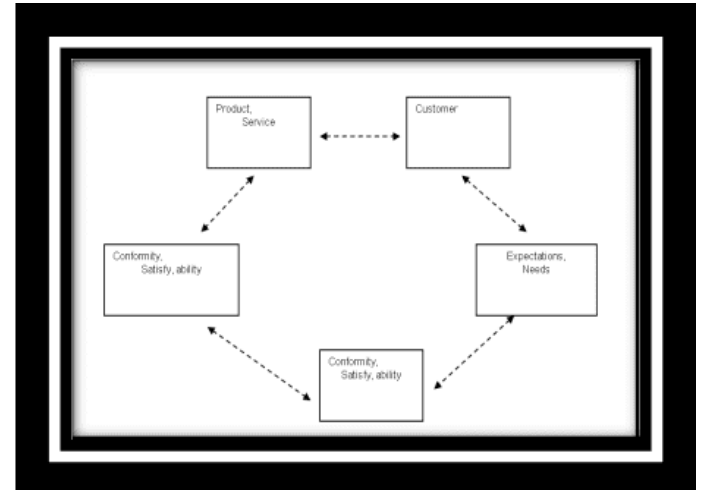 Product,
Service
Customer
Conformity,
Satisfy, ability
Expectations,
Needs
Conformity,
Satisfy, ability